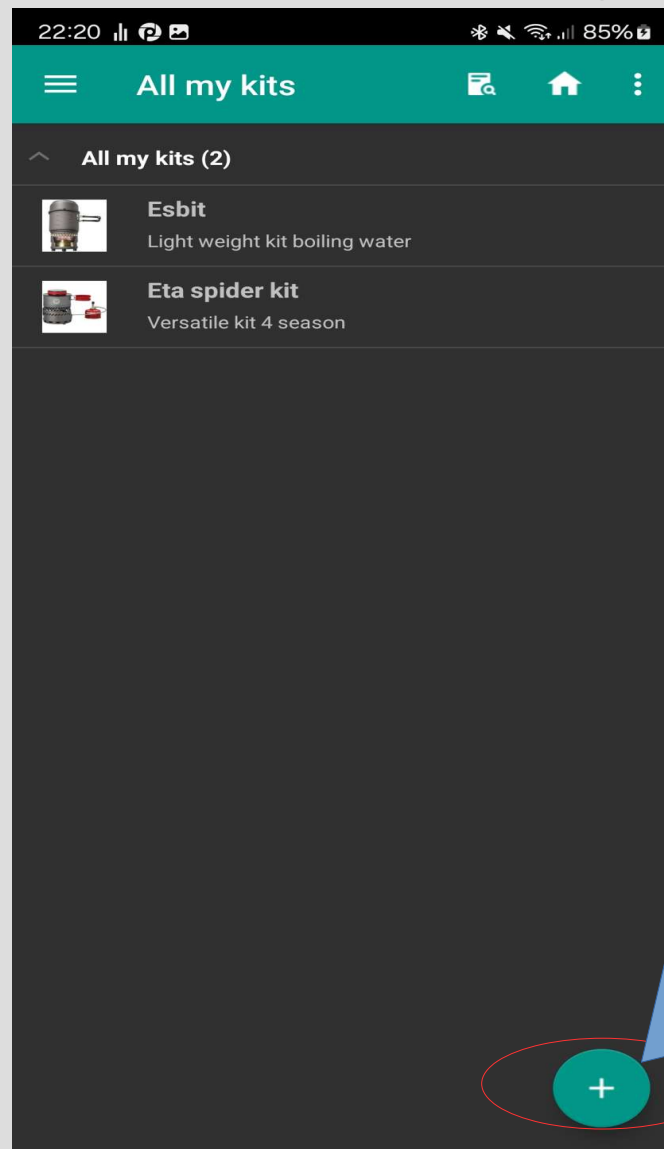 22:20 85%
All my kits
All my kits (2)
Esbit
Light weight kit boiling water
Eta spider kit
Versatile kit 4 season
+